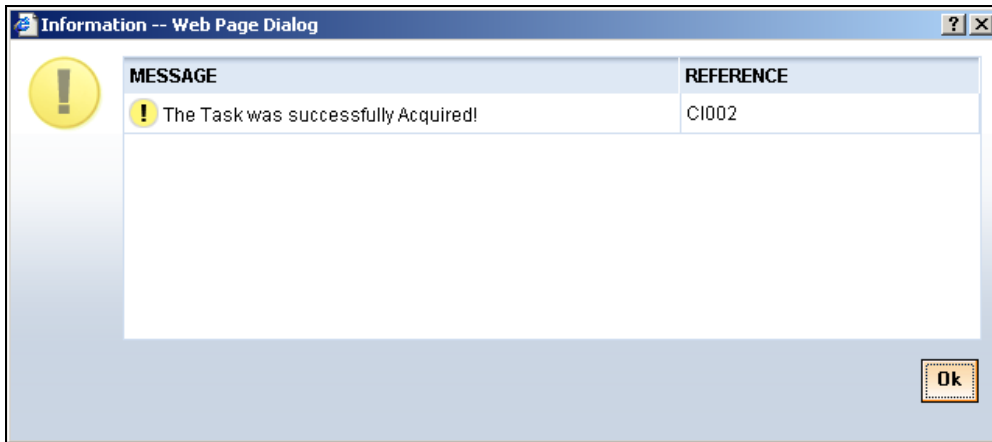 Information -- Web Page Dialog
MESSAGE REFERENCE
The Task was successfully Acquired! CI002
Ok